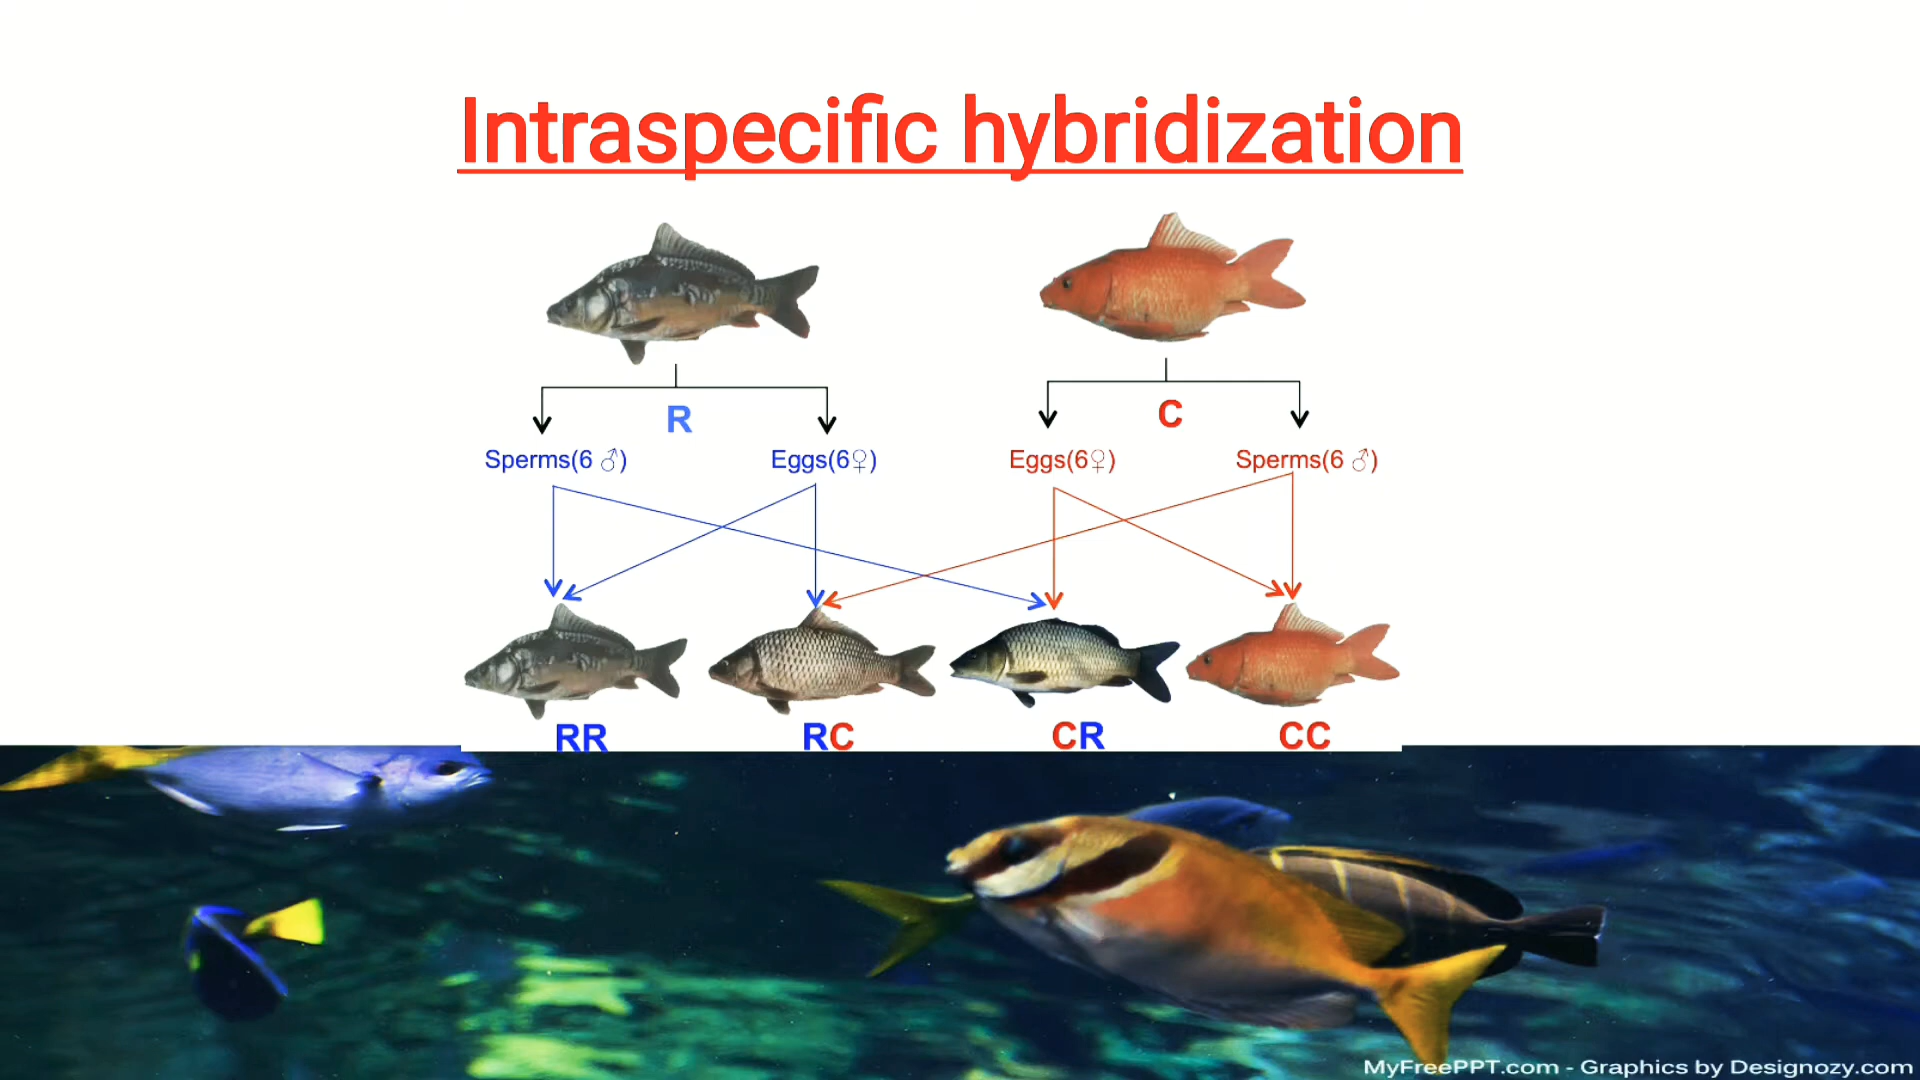 Intraspecific hybridization
R
C
Sperms(6 ♂)
Eggs(6♀)
Eggs(6♀)
Sperms(6 ♂)
RR
RC
CR
CC
MyFreePPT.com - Graphics by Designozy.com